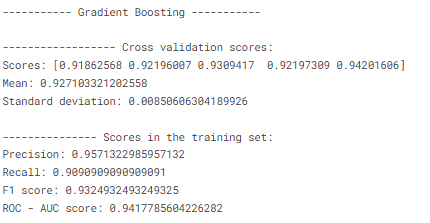 ----------- Gradient Boosting -----------
----------------- Cross validation scores:
Scores: [0.91862568 0.92196007 0.9309417  0.92197309 0.94201606]
Mean: 0.927103321202558
Standard deviation: 0.00850606304189926
--------------- Scores in the training set:
Precision: 0.9571322985957132
Recall: 0.9090909090909091
F1 score: 0.9324932493249325
ROC - AUC score: 0.9417785604226282